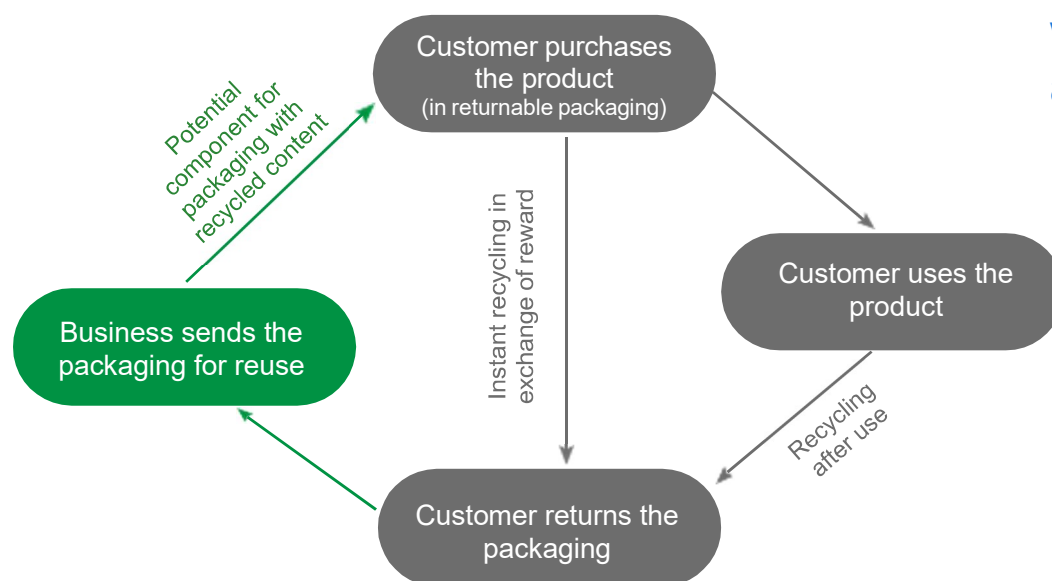 Customer purchases
the product
(in returnable packaging)
Potential
component for
packaging with
recycled content
Instant recycling in
exchange of reward
Customer uses the
product
Business sends the
packaging for reuse
Recycling
after use
Customer returns the
packaging